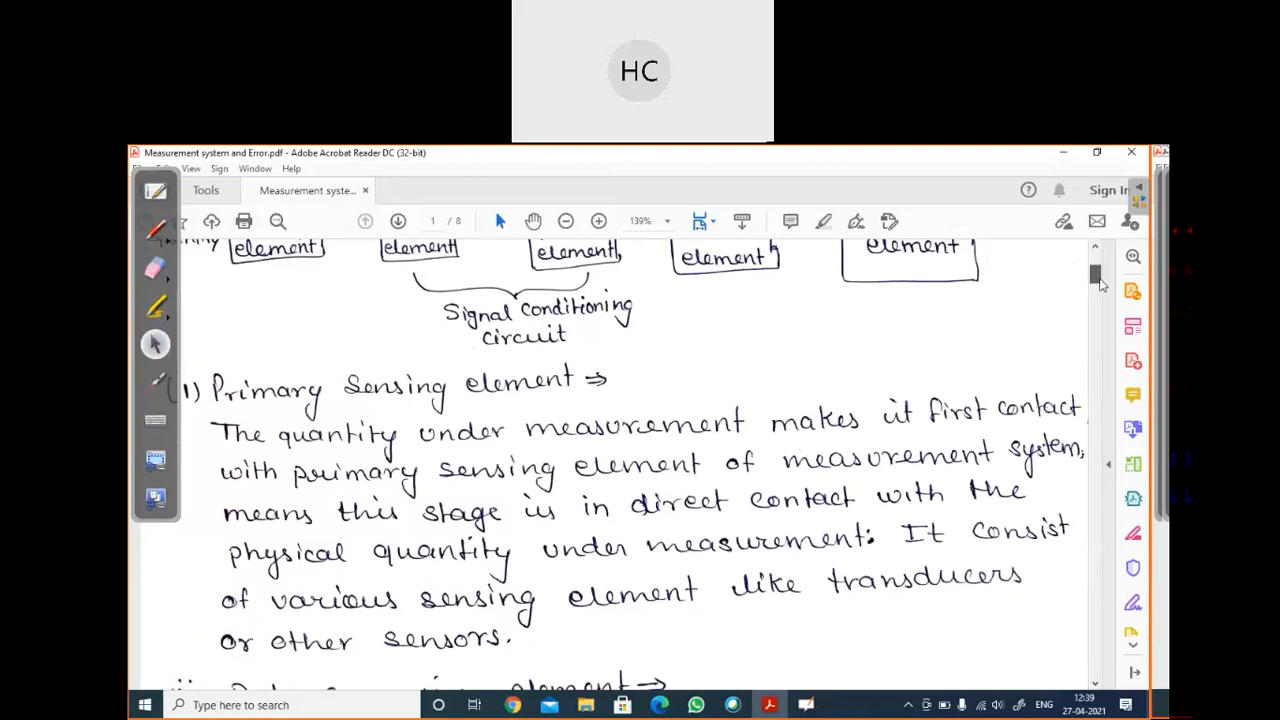 HC
Measurement system and Error.pdf - Adobe Acrobat Reader DC (32-bit)
View Sign Window Help
Tools Measurement syste... × Sign In
1 / 8 139%
element element element element element
Signal Conditioning
circuit
(1) Primary Sensing element ⇒
The quantity under measurement makes it first contact
with primary sensing element of measurement system,
means this stage is in direct contact with the
physical quantity under measurement. It consist
of various sensing element like transducers
or other sensors.
element →
Type here to search
ENG
12:39
27-04-2021